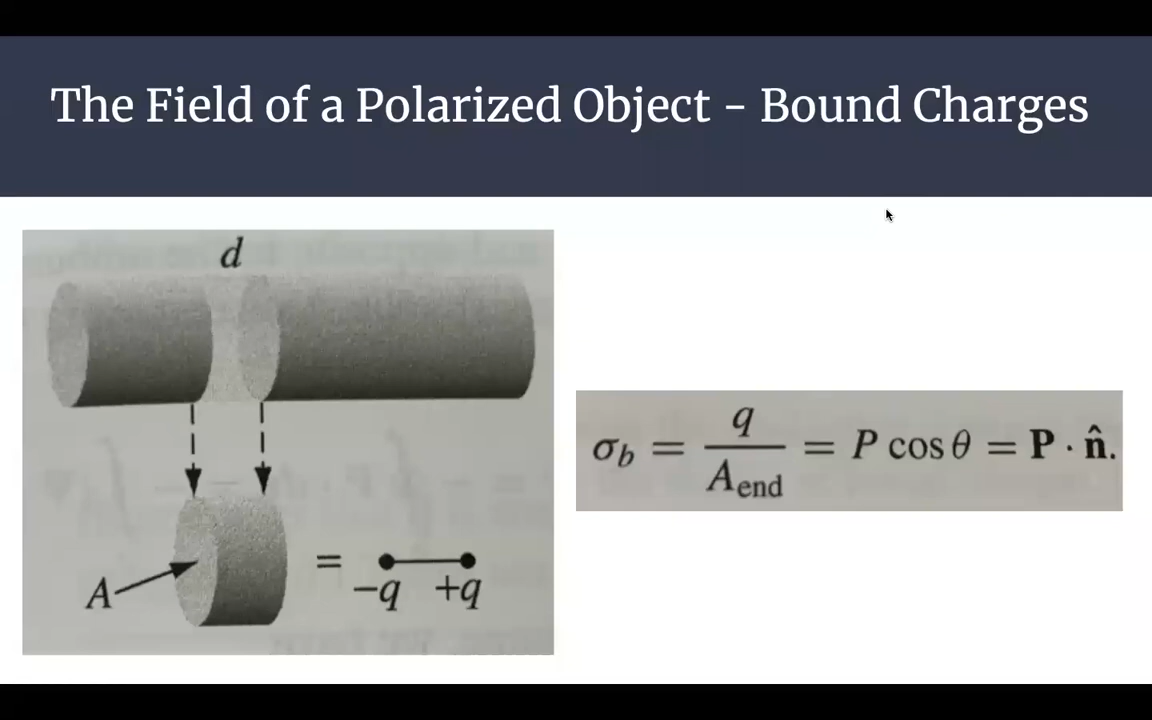 The Field of a Polarized Object - Bound Charges
d
A
= −q +q
σ_b = q / A_end = P cos θ = P · n̂.